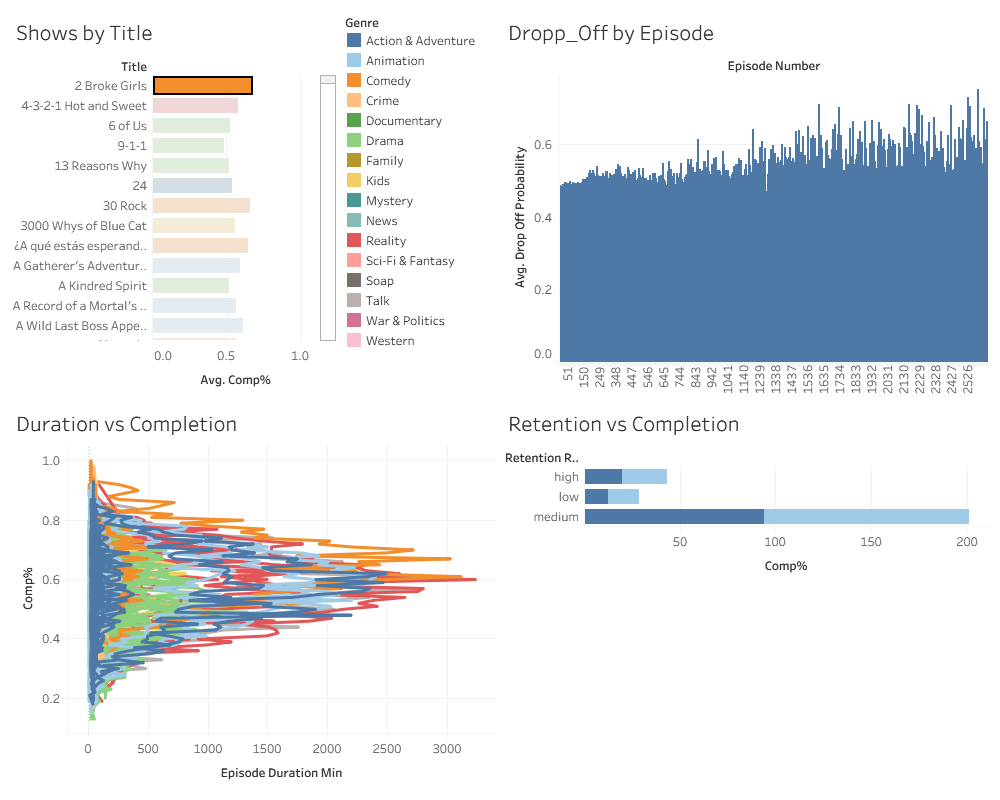 Shows by Title
Title
2 Broke Girls
4-3-2-1 Hot and Sweet
6 of Us
9-1-1
13 Reasons Why
24
30 Rock
3000 Whys of Blue Cat
¿A qué estás esperand..
A Gatherer's Adventur..
A Kindred Spirit
A Record of a Mortal's ..
A Wild Last Boss Appe..
0.0 0.5 1.0
Avg. Comp%
Genre
Action & Adventure
Animation
Comedy
Crime
Documentary
Drama
Family
Kids
Mystery
News
Reality
Sci-Fi & Fantasy
Soap
Talk
War & Politics
Western
Dropp_Off by Episode
Episode Number
Avg. Drop Off Probability
0.6
0.4
0.2
0.0
51 150 249 348 447 546 645 744 843 942 1041 1140 1239 1338 1437 1536 1635 1734 1833 1932 2031 2130 2229 2328 2427 2526
Duration vs Completion
Comp%
1.0
0.8
0.6
0.4
0.2
0 500 1000 1500 2000 2500 3000
Episode Duration Min
Retention vs Completion
Retention R..
high
low
medium
50 100 150 200
Comp%